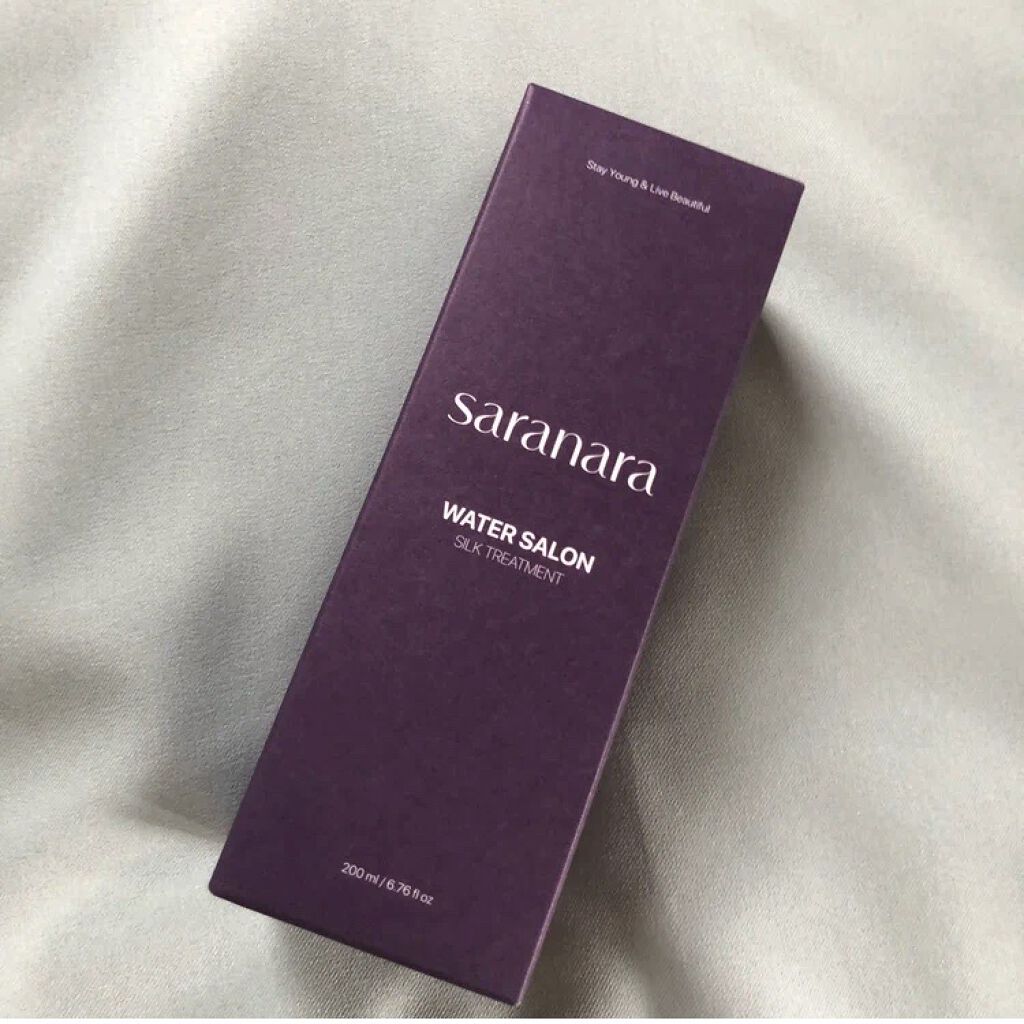 Stay Young & Live Beautiful
saranara
WATER SALON
SILK TREATMENT
200 ml / 6.76 fl oz